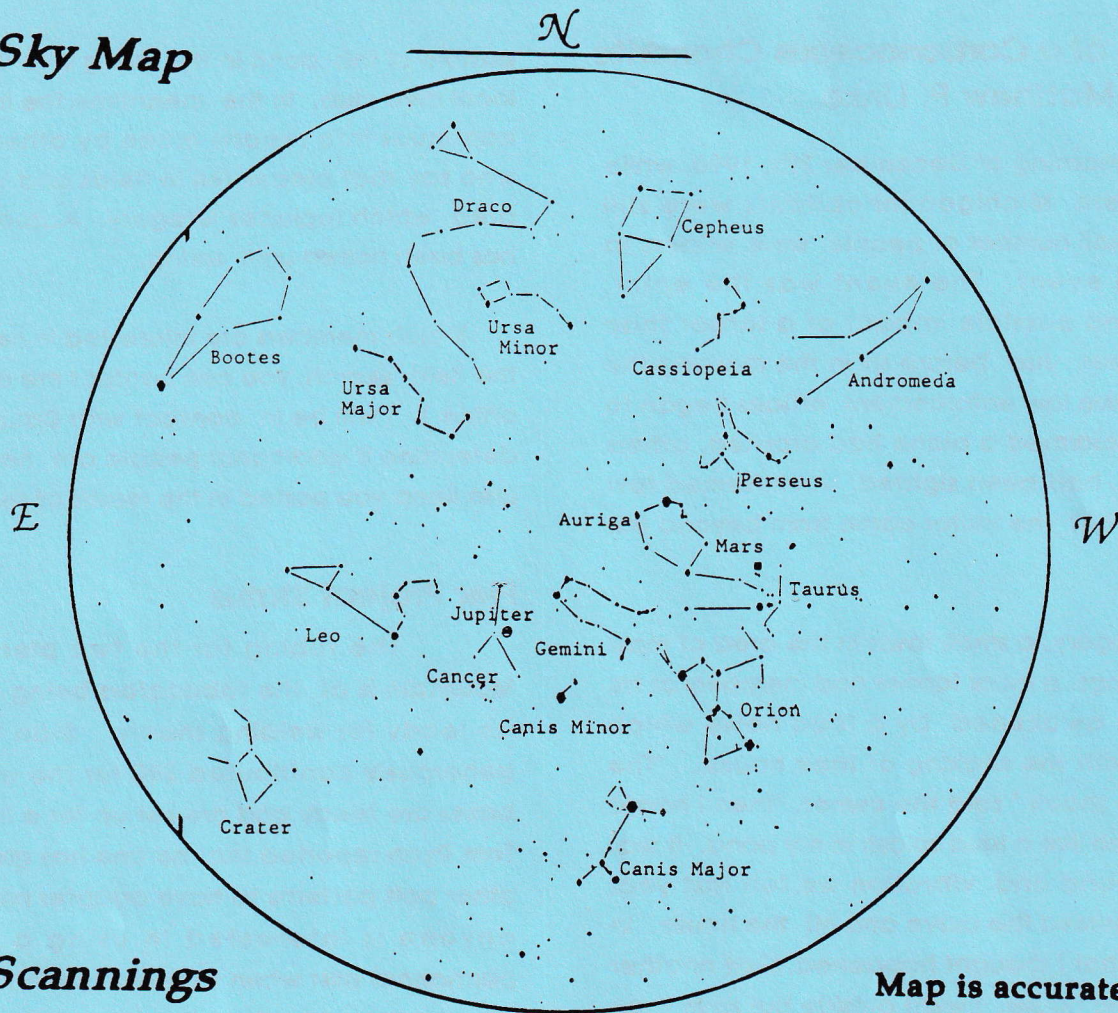 N
Sky Map
Draco
Cepheus
Ursa
Minor
Bootes
Cassiopeia
Andromeda
Ursa
Major
Perseus
E
Auriga
W
Mars
Taurus
Jupiter
Leo
Gemini
Cancer
Orion
Canis Minor
Crater
Canis Major
Scannings
Map is accurate